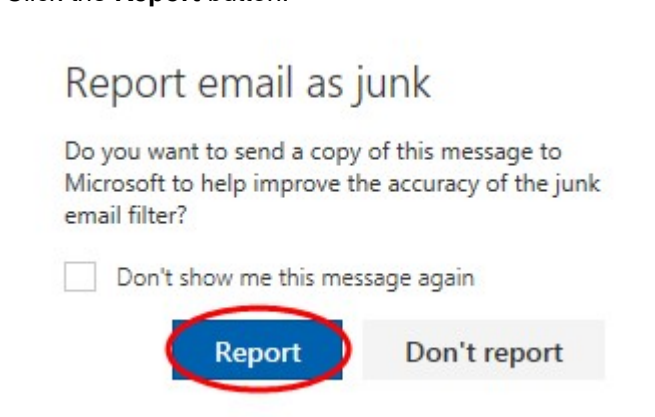 Report email as junk
Do you want to send a copy of this message to
Microsoft to help improve the accuracy of the junk
email filter?
Don't show me this message again
Report Don't report